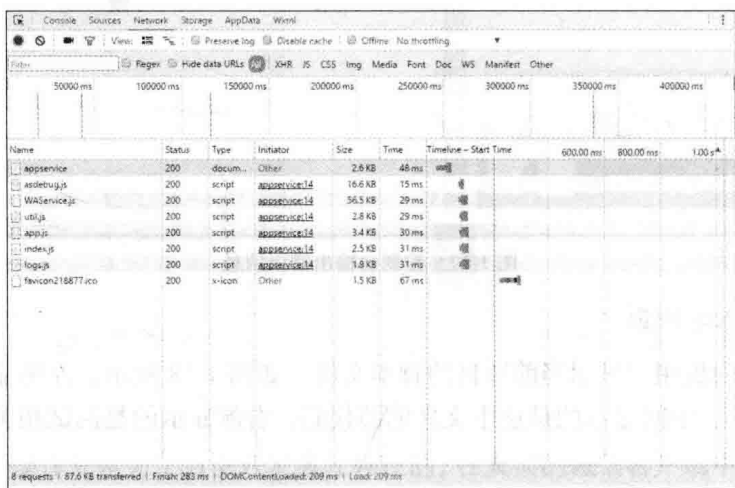 Console Sources Network Storage AppData Wxml
View: Preserve log Disable cache Offline No throttling
Filter Regex Hide data URLs All XHR JS CSS Img Media Font Doc WS Manifest Other
50000 ms 100000 ms 150000 ms 200000 ms 250000 ms 300000 ms 350000 ms 400000 ms
Name Status Type Initiator Size Time Timeline – Start Time 600.00 ms 800.00 ms 1.00 s
appservice 200 docum... Other 2.6 KB 48 ms
asdebug.js 200 script appservice:14 16.6 KB 15 ms
WAService.js 200 script appservice:14 56.5 KB 29 ms
util.js 200 script appservice:14 2.8 KB 29 ms
app.js 200 script appservice:14 3.4 KB 30 ms
index.js 200 script appservice:14 2.5 KB 31 ms
logs.js 200 script appservice:14 1.8 KB 31 ms
favicon218877.ico 200 x-icon Other 1.5 KB 67 ms
8 requests | 87.6 KB transferred | Finish: 283 ms | DOMContentLoaded: 209 ms | Load: 209 ms